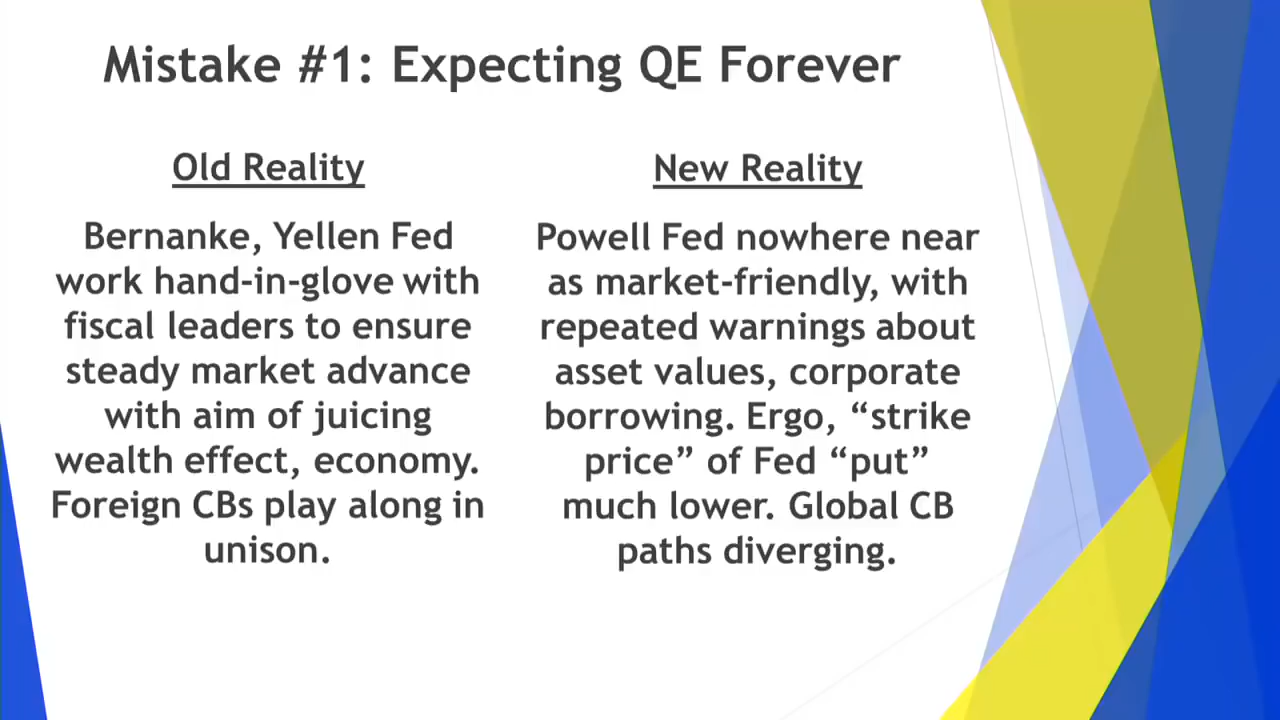 Mistake #1: Expecting QE Forever
Old Reality
Bernanke, Yellen Fed
work hand-in-glove with
fiscal leaders to ensure
steady market advance
with aim of juicing
wealth effect, economy.
Foreign CBs play along in
unison.
New Reality
Powell Fed nowhere near
as market-friendly, with
repeated warnings about
asset values, corporate
borrowing. Ergo, “strike
price” of Fed “put”
much lower. Global CB
paths diverging.